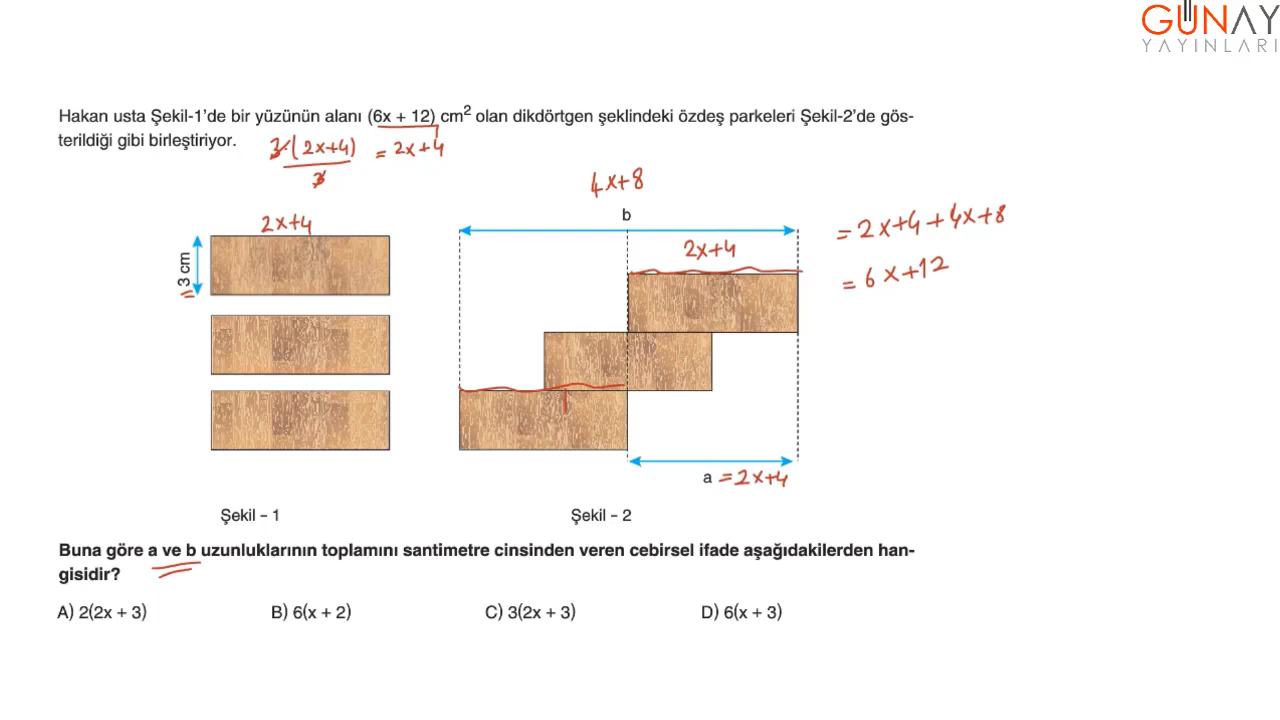 GÜNAY
YAYINLARI
Hakan usta Şekil-1'de bir yüzünün alanı (6x + 12) cm² olan dikdörtgen şeklindeki özdeş parkeleri Şekil-2'de gös-
terildiği gibi birleştiriyor.
3·(2x+4)
3
= 2x+4
4x+8
b
2x+4
3 cm
2x+4
= 2x+4+4x+8
= 6x+12
a = 2x+4
Şekil – 1
Şekil – 2
Buna göre a ve b uzunluklarının toplamını santimetre cinsinden veren cebirsel ifade aşağıdakilerden han-
gisidir?
A) 2(2x + 3) B) 6(x + 2) C) 3(2x + 3) D) 6(x + 3)